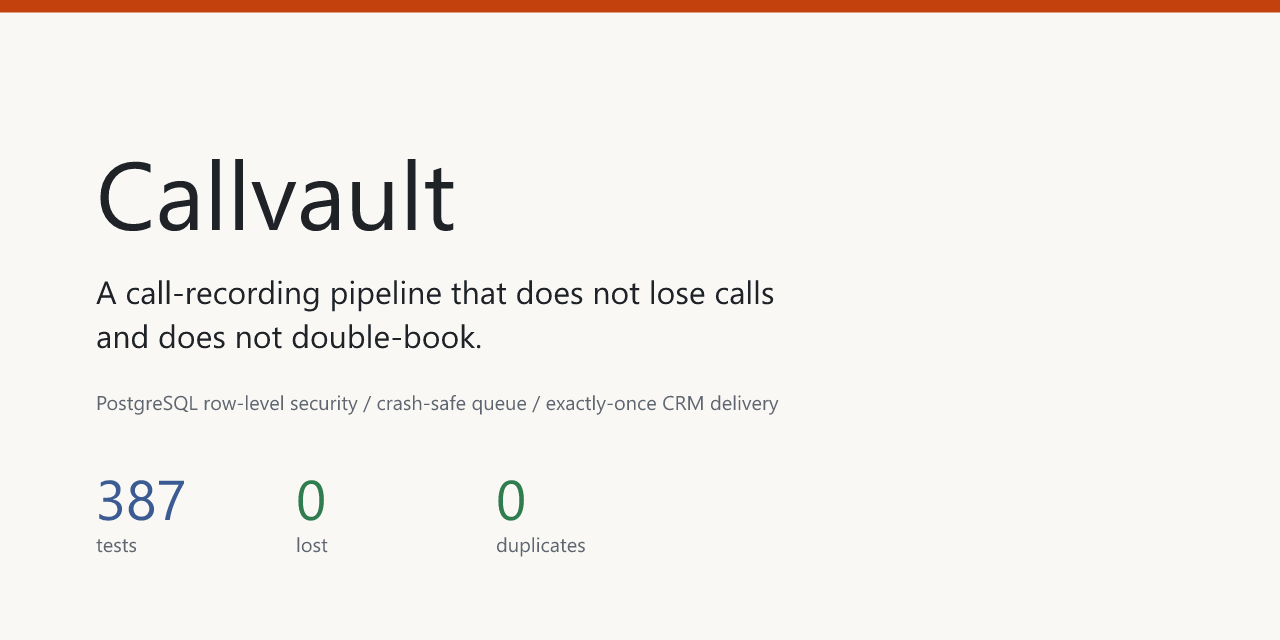 Callvault
A call-recording pipeline that does not lose calls
and does not double-book.
PostgreSQL row-level security / crash-safe queue / exactly-once CRM delivery
387 0 0
tests lost duplicates